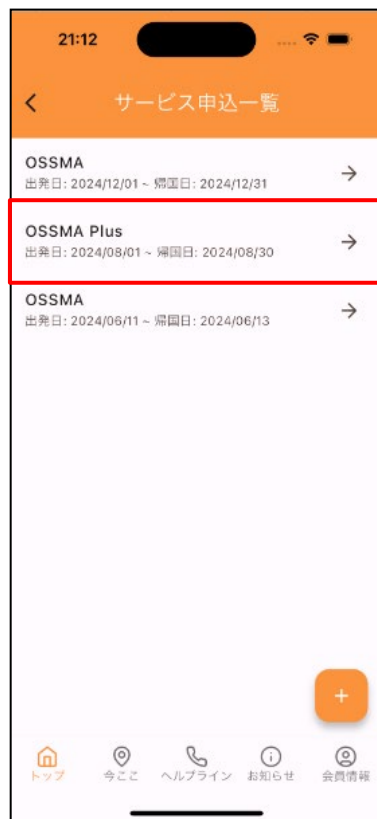 21:12
サービス申込一覧
OSSMA
出発日: 2024/12/01 ~ 帰国日: 2024/12/31
OSSMA Plus
出発日: 2024/08/01 ~ 帰国日: 2024/08/30
OSSMA
出発日: 2024/06/11 ~ 帰国日: 2024/06/13
トップ 今ここ ヘルプライン お知らせ 会員情報